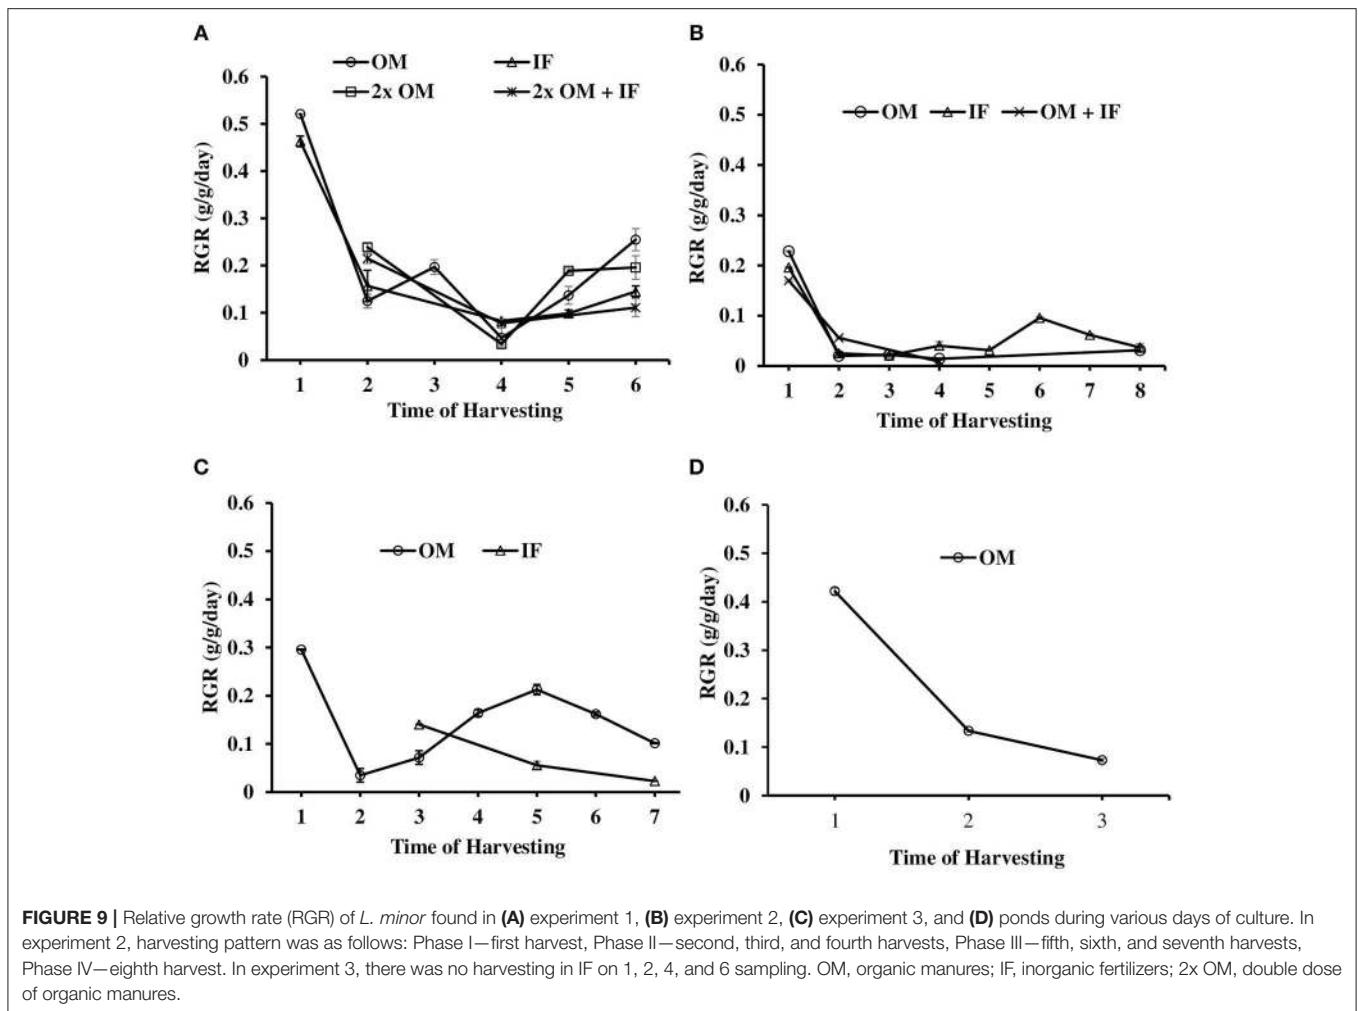 A
OM
IF
2x OM
2x OM + IF
0.6
0.5
0.4
0.3
0.2
0.1
0
RGR (g/g/day)
1 2 3 4 5 6
Time of Harvesting
B
OM IF OM + IF
0.6
0.5
0.4
0.3
0.2
0.1
0
RGR (g/g/day)
1 2 3 4 5 6 7 8
Time of Harvesting
C
OM IF
0.6
0.5
0.4
0.3
0.2
0.1
0
RGR (g/g/day)
1 2 3 4 5 6 7
Time of Harvesting
D
OM
0.6
0.5
0.4
0.3
0.2
0.1
0
RGR (g/g/day)
1 2 3
Time of Harvesting
FIGURE 9 | Relative growth rate (RGR) of L. minor found in (A) experiment 1, (B) experiment 2, (C) experiment 3, and (D) ponds during various days of culture. In
experiment 2, harvesting pattern was as follows: Phase I—first harvest, Phase II—second, third, and fourth harvests, Phase III—fifth, sixth, and seventh harvests,
Phase IV—eighth harvest. In experiment 3, there was no harvesting in IF on 1, 2, 4, and 6 sampling. OM, organic manures; IF, inorganic fertilizers; 2x OM, double dose
of organic manures.